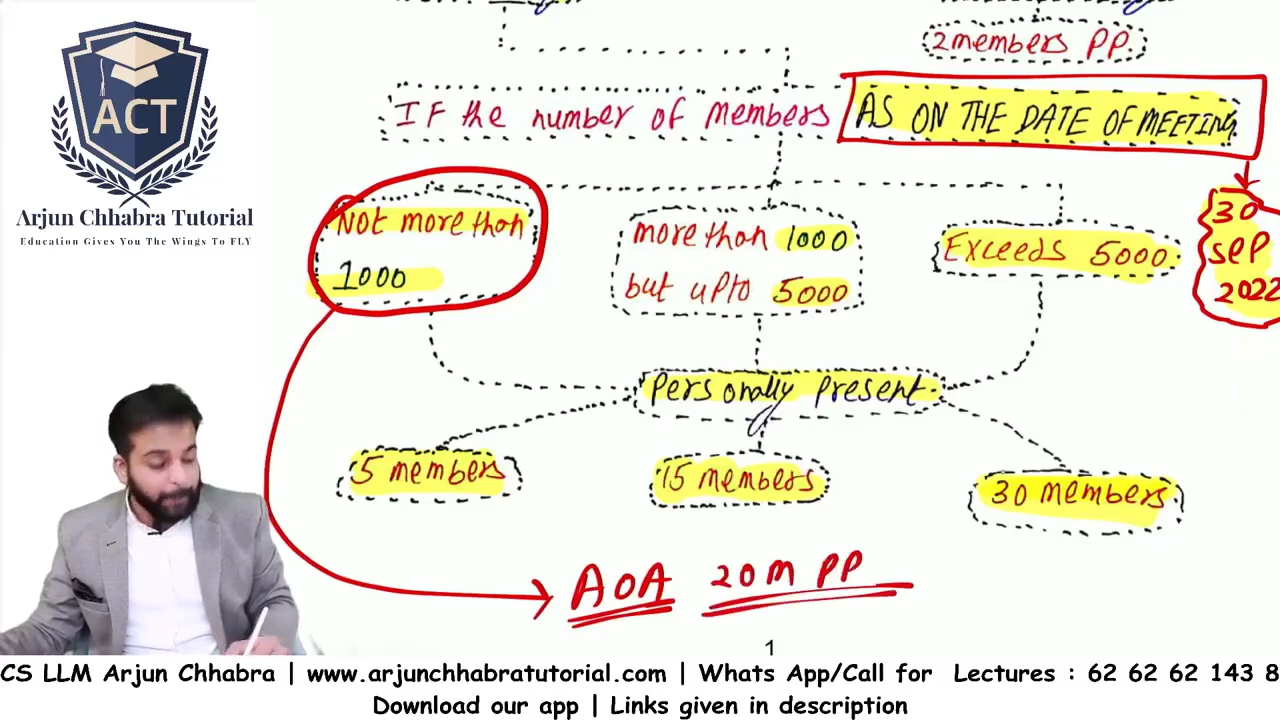 2 members PP.
ACT
IF the number of members AS ON THE DATE OF MEETING
Arjun Chhabra Tutorial
Education Gives You The Wings To FLY
Not more than
1000
more than 1000
but upto 5000
Exceeds 5000
30
Sep
2022
Personally present.
5 members
15 members
30 members
AOA 20 M PP
1
CS LLM Arjun Chhabra | www.arjunchhabratutorial.com | Whats App/Call for Lectures : 62 62 62 143 8
Download our app | Links given in description